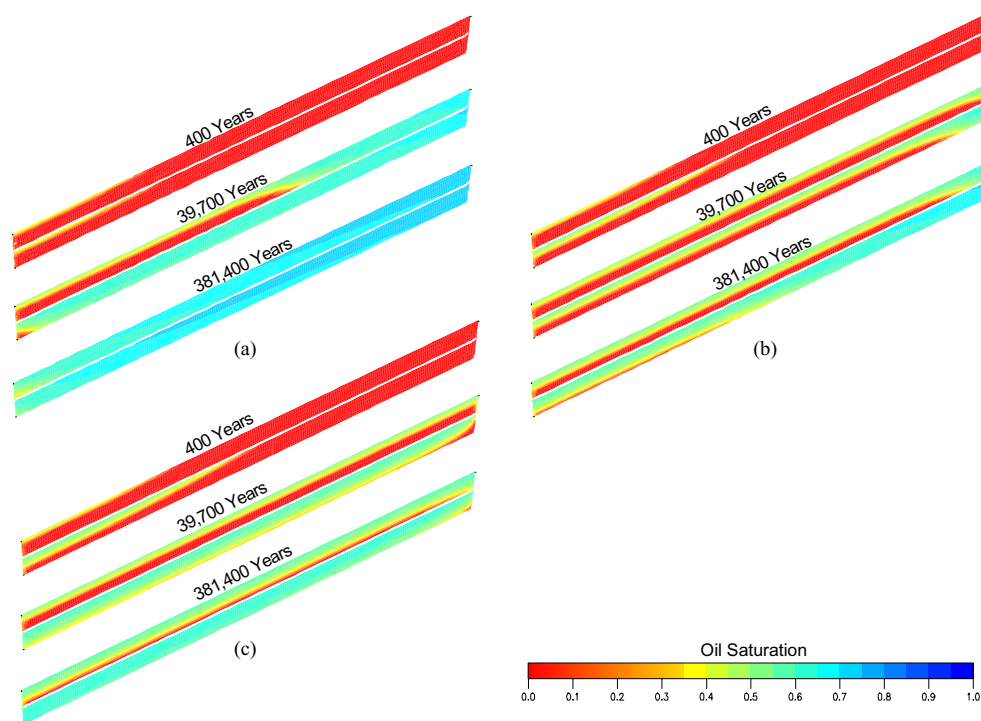 400 Years
39,700 Years
381,400 Years
(a)
400 Years
39,700 Years
381,400 Years
(b)
400 Years
39,700 Years
381,400 Years
(c)
Oil Saturation
0.0 0.1 0.2 0.3 0.4 0.5 0.6 0.7 0.8 0.9 1.0